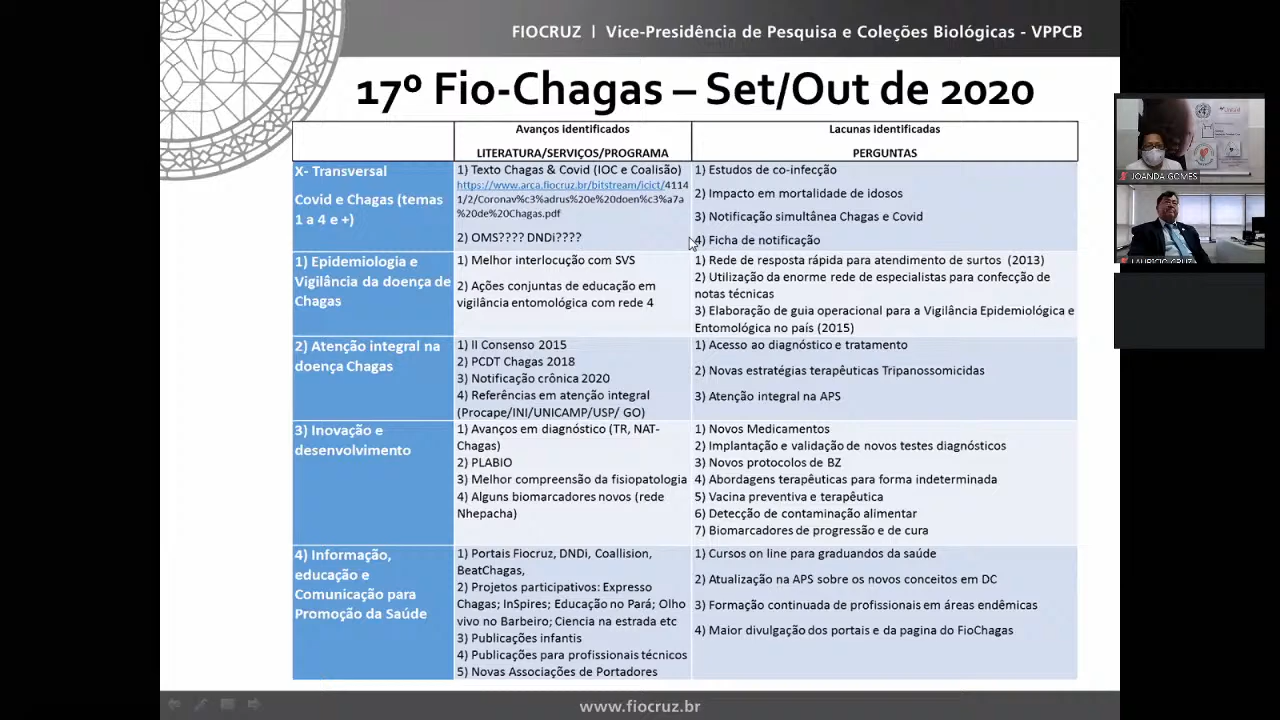 FIOCRUZ | Vice-Presidência de Pesquisa e Coleções Biológicas - VPPCB
17º Fio-Chagas – Set/Out de 2020
Avanços identificados
LITERATURA/SERVIÇOS/PROGRAMA
Lacunas identificadas
PERGUNTAS
X- Transversal
Covid e Chagas (temas
1 a 4 e +)
1) Texto Chagas & Covid (IOC e Coalisão)
https://www.arca.fiocruz.br/bitstream/icict/4114
1/2/Coronav%c3%adrus%20e%20doen%c3%a7a
%20de%20Chagas.pdf
2) OMS???? DNDi????
1) Estudos de co-infecção
2) Impacto em mortalidade de idosos
3) Notificação simultânea Chagas e Covid
4) Ficha de notificação
1) Epidemiologia e
Vigilância da doença de
Chagas
1) Melhor interlocução com SVS
2) Ações conjuntas de educação em
vigilância entomológica com rede 4
1) Rede de resposta rápida para atendimento de surtos (2013)
2) Utilização da enorme rede de especialistas para confecção de
notas técnicas
3) Elaboração de guia operacional para a Vigilância Epidemiológica e
Entomológica no país (2015)
2) Atenção integral na
doença Chagas
1) II Consenso 2015
2) PCDT Chagas 2018
3) Notificação crônica 2020
4) Referências em atenção integral
(Procape/INI/UNICAMP/USP/ GO)
1) Acesso ao diagnóstico e tratamento
2) Novas estratégias terapêuticas Tripanossomicidas
3) Atenção integral na APS
3) Inovação e
desenvolvimento
1) Avanços em diagnóstico (TR, NAT-
Chagas)
2) PLABIO
3) Melhor compreensão da fisiopatologia
4) Alguns biomarcadores novos (rede
Nhepacha)
1) Novos Medicamentos
2) Implantação e validação de novos testes diagnósticos
3) Novos protocolos de BZ
4) Abordagens terapêuticas para forma indeterminada
5) Vacina preventiva e terapêutica
6) Detecção de contaminação alimentar
7) Biomarcadores de progressão e de cura
4) Informação,
educação e
Comunicação para
Promoção da Saúde
1) Portais Fiocruz, DNDi, Coallision,
BeatChagas,
2) Projetos participativos: Expresso
Chagas; InSpires; Educação no Pará; Olho
vivo no Barbeiro; Ciencia na estrada etc
3) Publicações infantis
4) Publicações para profissionais técnicos
5) Novas Associações de Portadores
1) Cursos on line para graduandos da saúde
2) Atualização na APS sobre os novos conceitos em DC
3) Formação continuada de profissionais em áreas endêmicas
4) Maior divulgação dos portais e da pagina do FioChagas
www.fiocruz.br
JOANDA GOMES